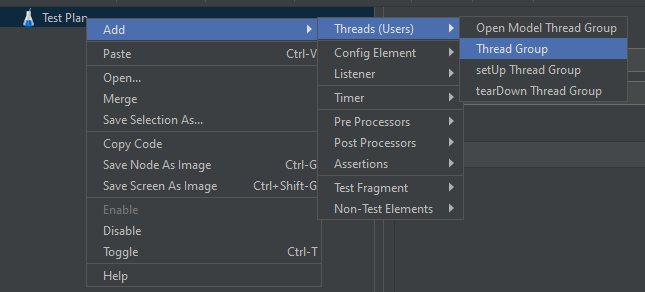 Test Plan
Add
Paste Ctrl-V
Open...
Merge
Save Selection As...
Copy Code
Save Node As Image Ctrl-G
Save Screen As Image Ctrl+Shift-G
Enable
Disable
Toggle Ctrl-T
Help
Threads (Users)
Config Element
Listener
Timer
Pre Processors
Post Processors
Assertions
Test Fragment
Non-Test Elements
Open Model Thread Group
Thread Group
setUp Thread Group
tearDown Thread Group